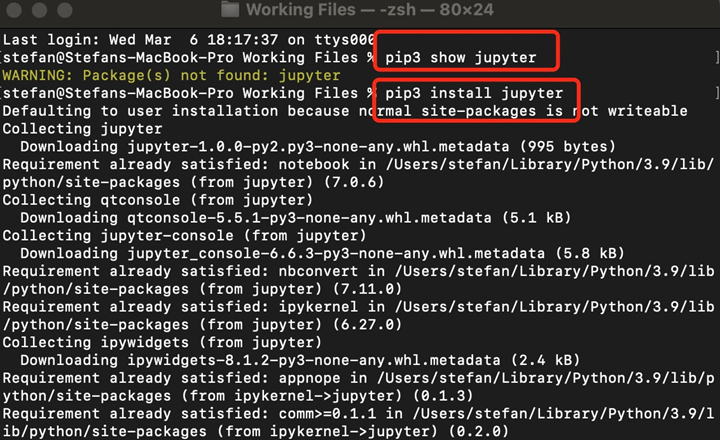 Working Files — -zsh — 80×24
Last login: Wed Mar  6 18:17:37 on ttys000
[stefan@Stefans-MacBook-Pro Working Files % pip3 show jupyter ]
WARNING: Package(s) not found: jupyter
[stefan@Stefans-MacBook-Pro Working Files % pip3 install jupyter ]
Defaulting to user installation because normal site-packages is not writeable
Collecting jupyter
  Downloading jupyter-1.0.0-py2.py3-none-any.whl.metadata (995 bytes)
Requirement already satisfied: notebook in /Users/stefan/Library/Python/3.9/lib/
python/site-packages (from jupyter) (7.0.6)
Collecting qtconsole (from jupyter)
  Downloading qtconsole-5.5.1-py3-none-any.whl.metadata (5.1 kB)
Collecting jupyter-console (from jupyter)
  Downloading jupyter_console-6.6.3-py3-none-any.whl.metadata (5.8 kB)
Requirement already satisfied: nbconvert in /Users/stefan/Library/Python/3.9/lib
/python/site-packages (from jupyter) (7.11.0)
Requirement already satisfied: ipykernel in /Users/stefan/Library/Python/3.9/lib
/python/site-packages (from jupyter) (6.27.0)
Collecting ipywidgets (from jupyter)
  Downloading ipywidgets-8.1.2-py3-none-any.whl.metadata (2.4 kB)
Requirement already satisfied: appnope in /Users/stefan/Library/Python/3.9/lib/p
ython/site-packages (from ipykernel->jupyter) (0.1.3)
Requirement already satisfied: comm>=0.1.1 in /Users/stefan/Library/Python/3.9/
lib/python/site-packages (from ipykernel->jupyter) (0.2.0)